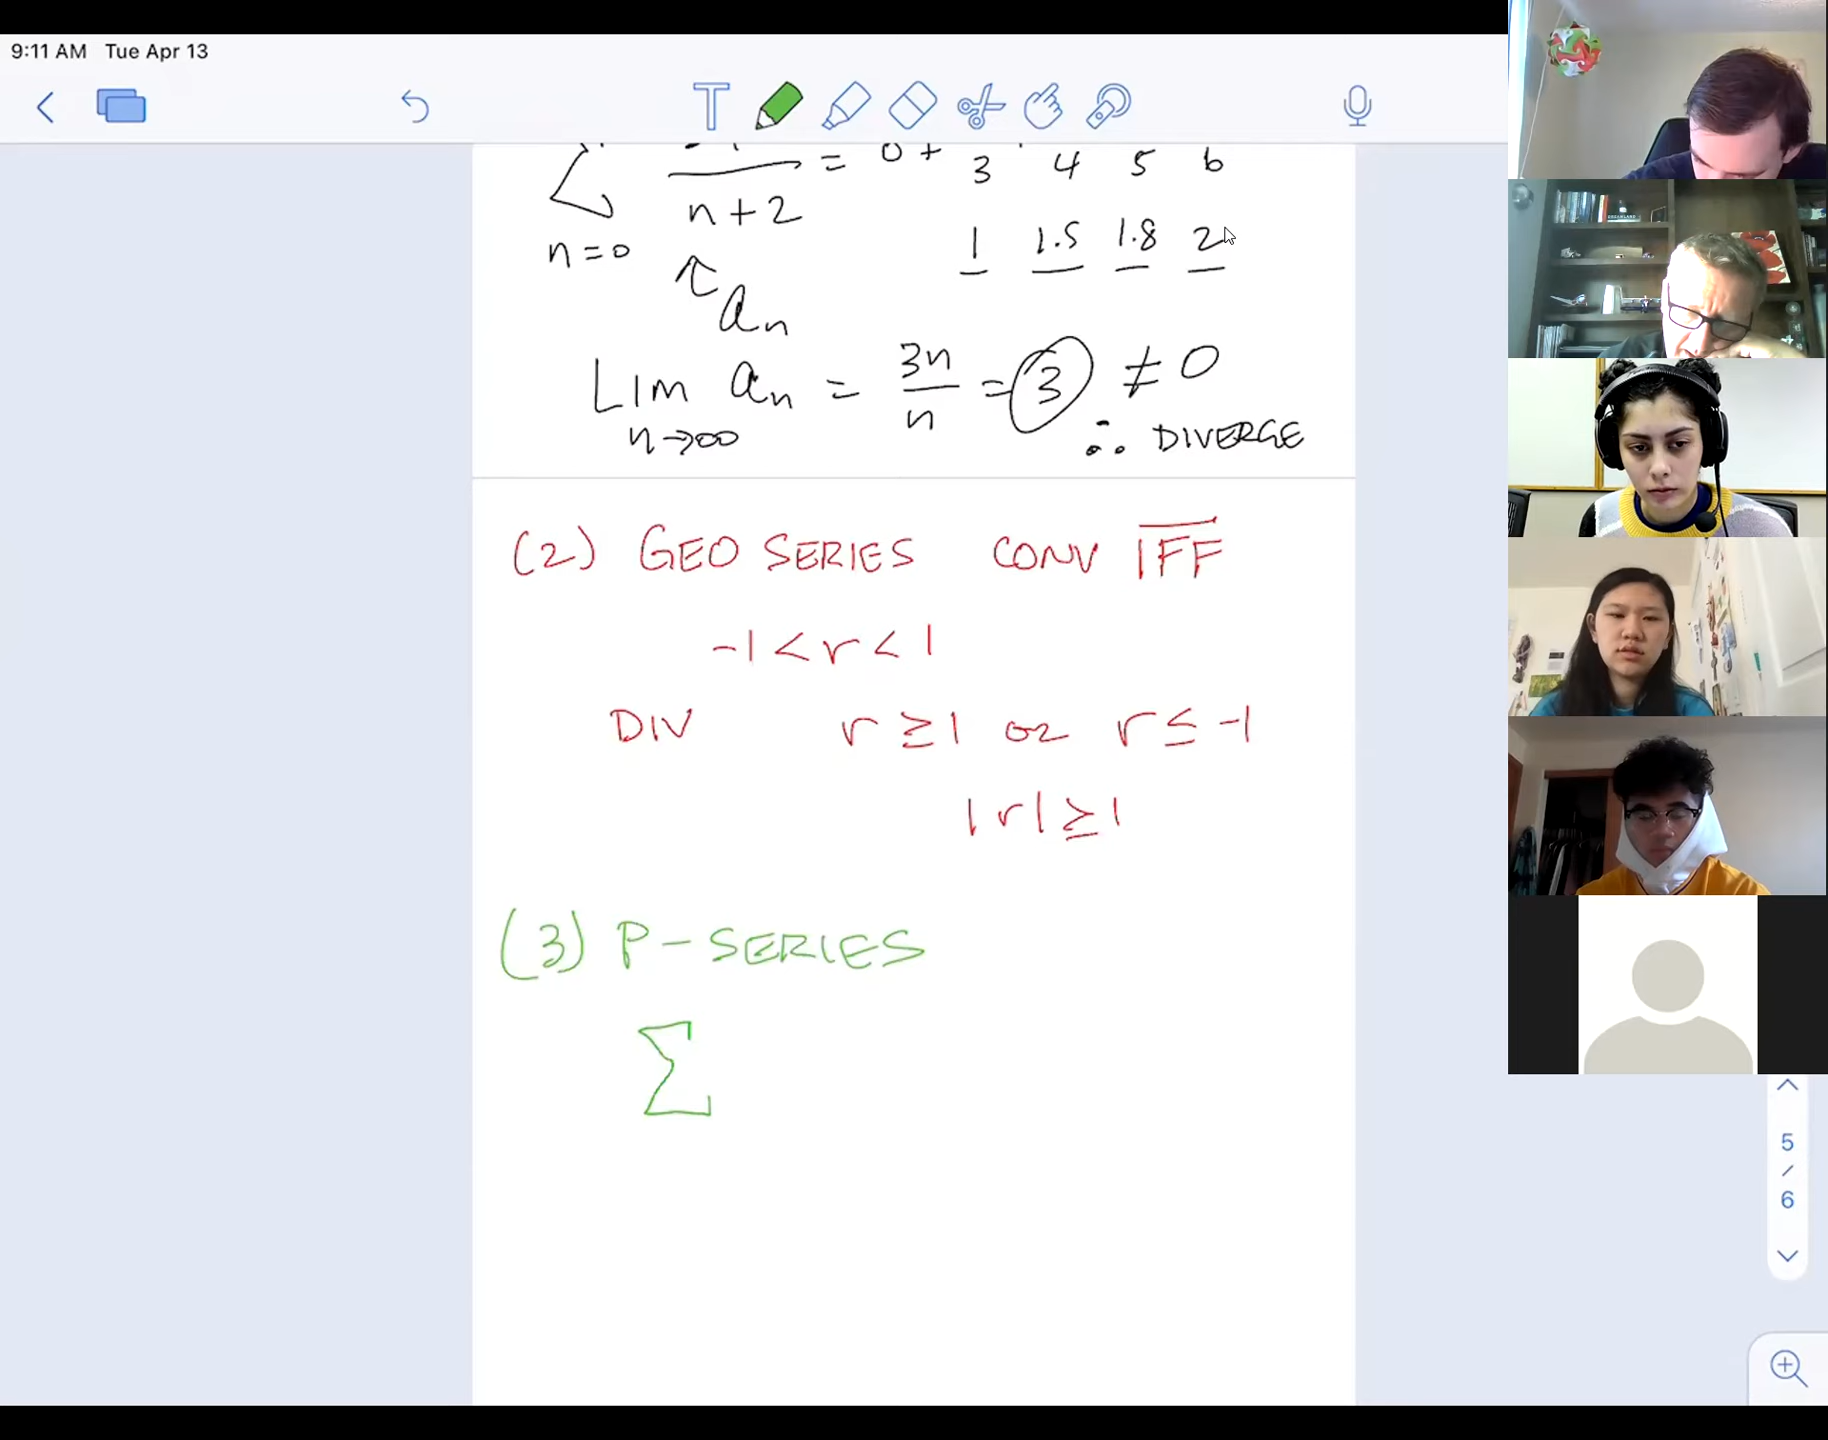 9:11 AM Tue Apr 13
T
∑ = 0 + 3 4 5 6
n+2
n=0 1 1.5 1.8 2
an
Lim an = 3n/n = 3 ≠ 0
n→∞
∴ DIVERGE
(2) GEO SERIES CONV IFF
-1 < r < 1
DIV r ≥ 1 or r ≤ -1
|r| ≥ 1
(3) P-SERIES
∑
5
/
6